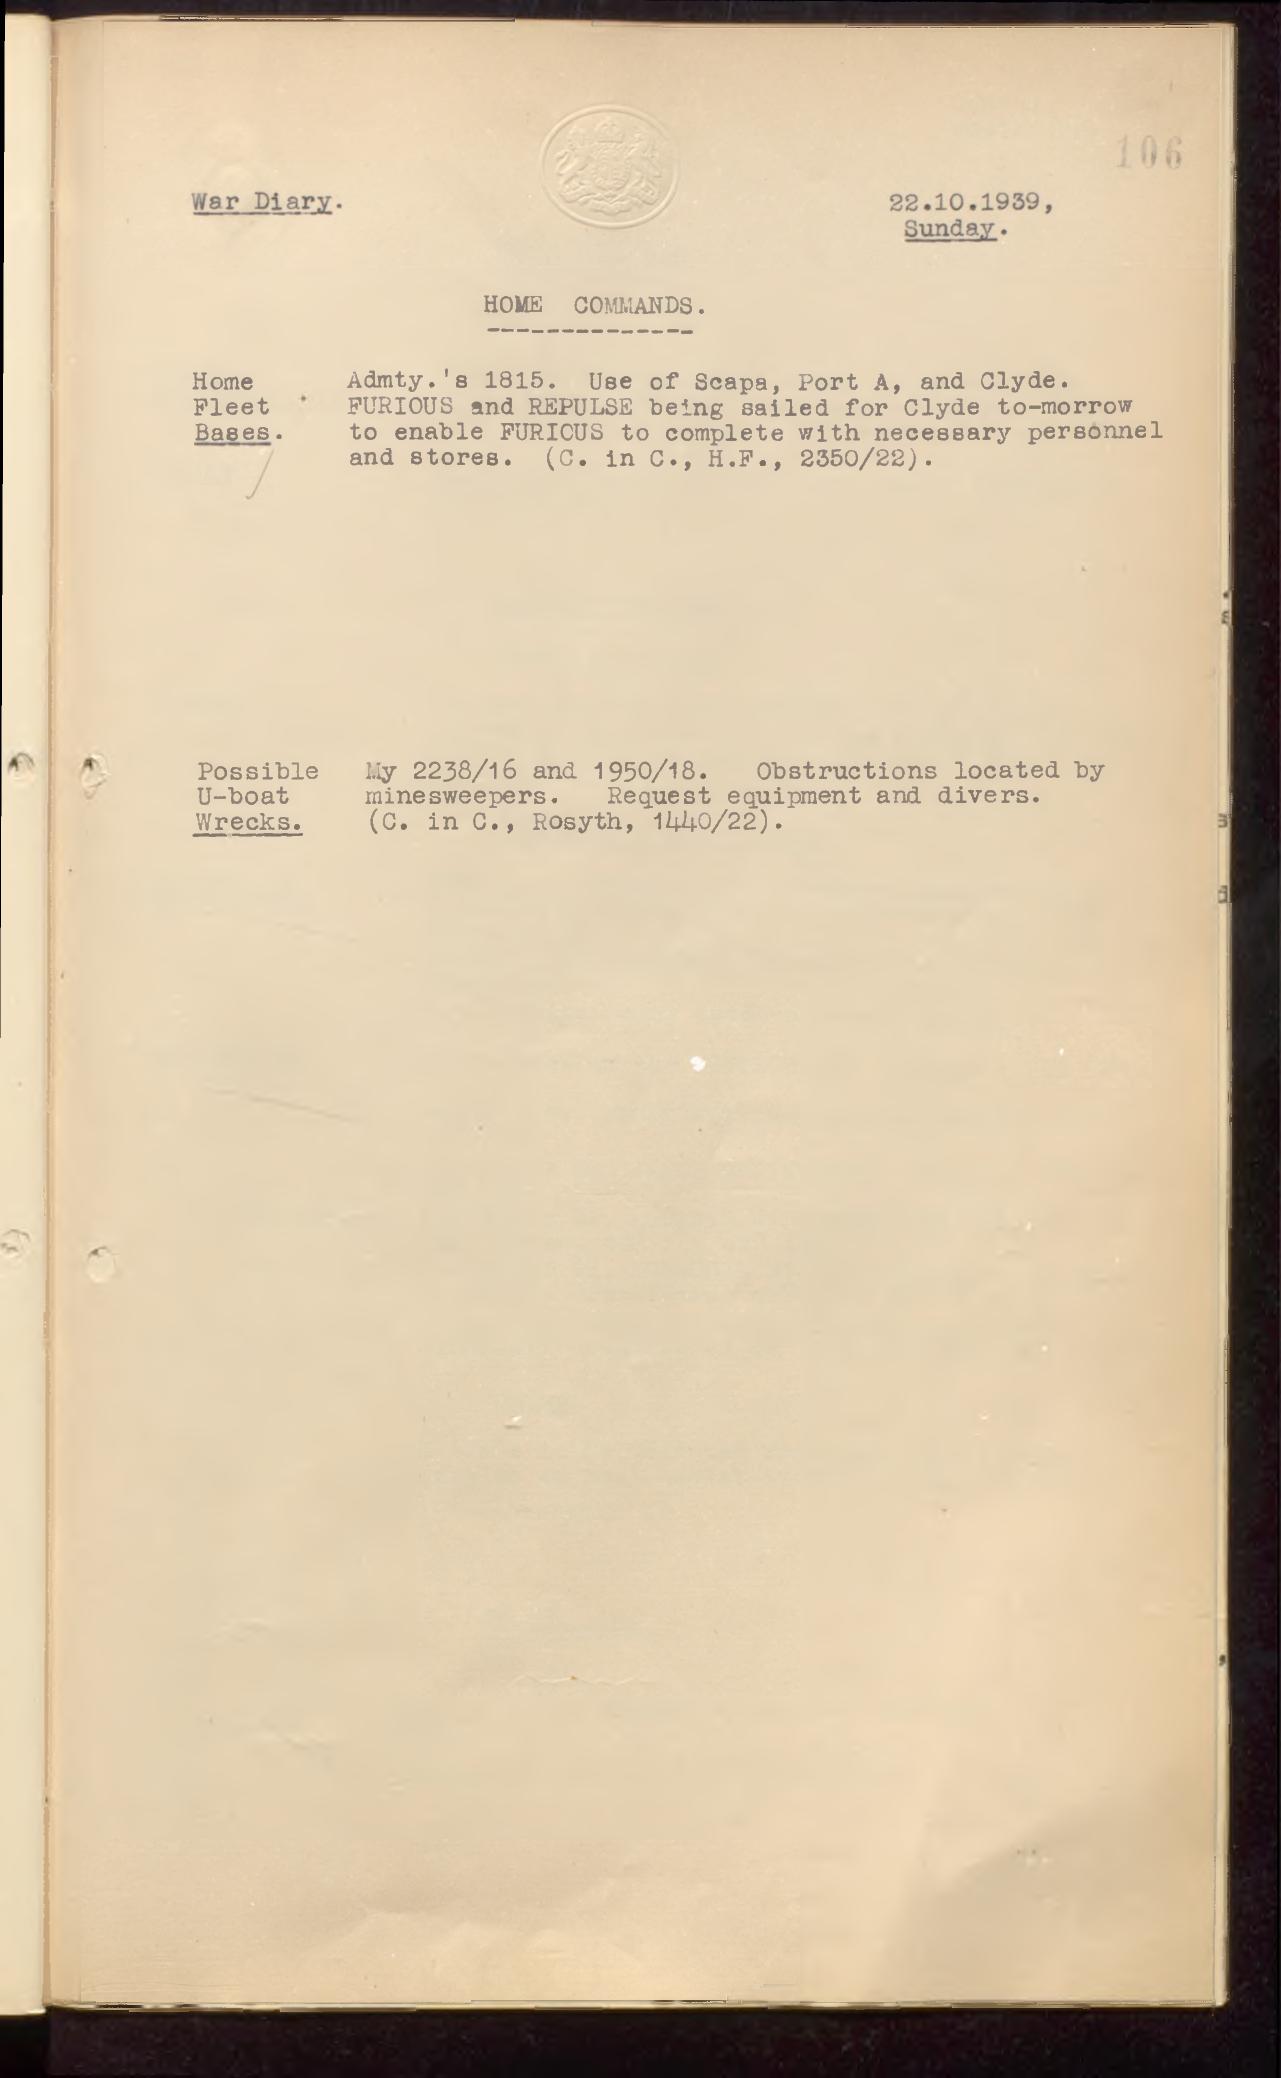 106
War Diary.
22.10.1939,
Sunday.
HOME COMMANDS.
--------------
Home
Fleet
Bases.
Admty.'s 1815. Use of Scapa, Port A, and Clyde.
FURIOUS and REPULSE being sailed for Clyde to-morrow
to enable FURIOUS to complete with necessary personnel
and stores. (C. in C., H.F., 2350/22).
Possible
U-boat
Wrecks.
My 2238/16 and 1950/18. Obstructions located by
minesweepers. Request equipment and divers.
(C. in C., Rosyth, 1440/22).